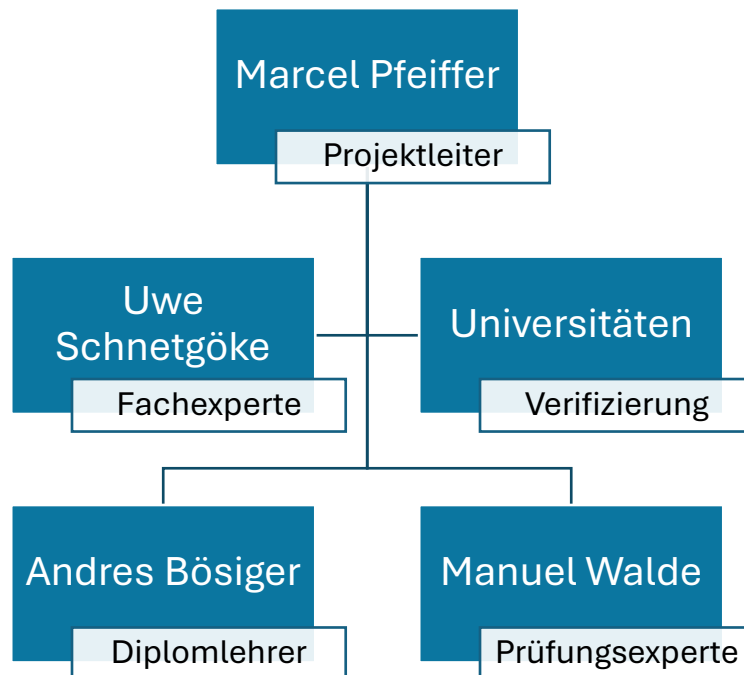 Marcel Pfeiffer
Projektleiter
Uwe
Schnetgöke
Fachexperte
Universitäten
Verifizierung
Andres Bösiger
Diplomlehrer
Manuel Walde
Prüfungsexperte